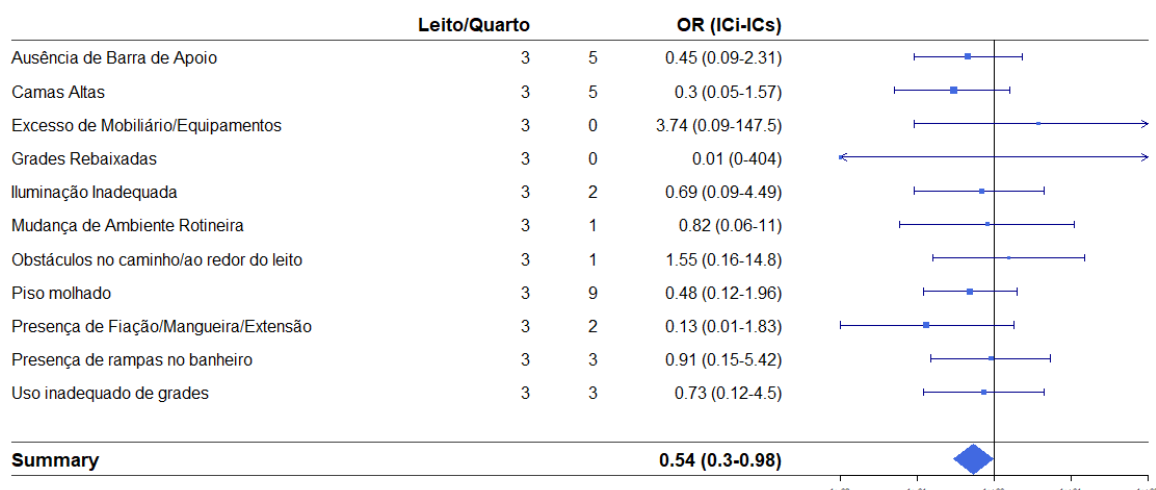 Leito/Quarto OR (ICi-ICs)
Ausência de Barra de Apoio 3 5 0.45 (0.09-2.31)
Camas Altas 3 5 0.3 (0.05-1.57)
Excesso de Mobiliário/Equipamentos 3 0 3.74 (0.09-147.5)
Grades Rebaixadas 3 0 0.01 (0-404)
Iluminação Inadequada 3 2 0.69 (0.09-4.49)
Mudança de Ambiente Rotineira 3 1 0.82 (0.06-11)
Obstáculos no caminho/ao redor do leito 3 1 1.55 (0.16-14.8)
Piso molhado 3 9 0.48 (0.12-1.96)
Presença de Fiação/Mangueira/Extensão 3 2 0.13 (0.01-1.83)
Presença de rampas no banheiro 3 3 0.91 (0.15-5.42)
Uso inadequado de grades 3 3 0.73 (0.12-4.5)
Summary 0.54 (0.3-0.98)